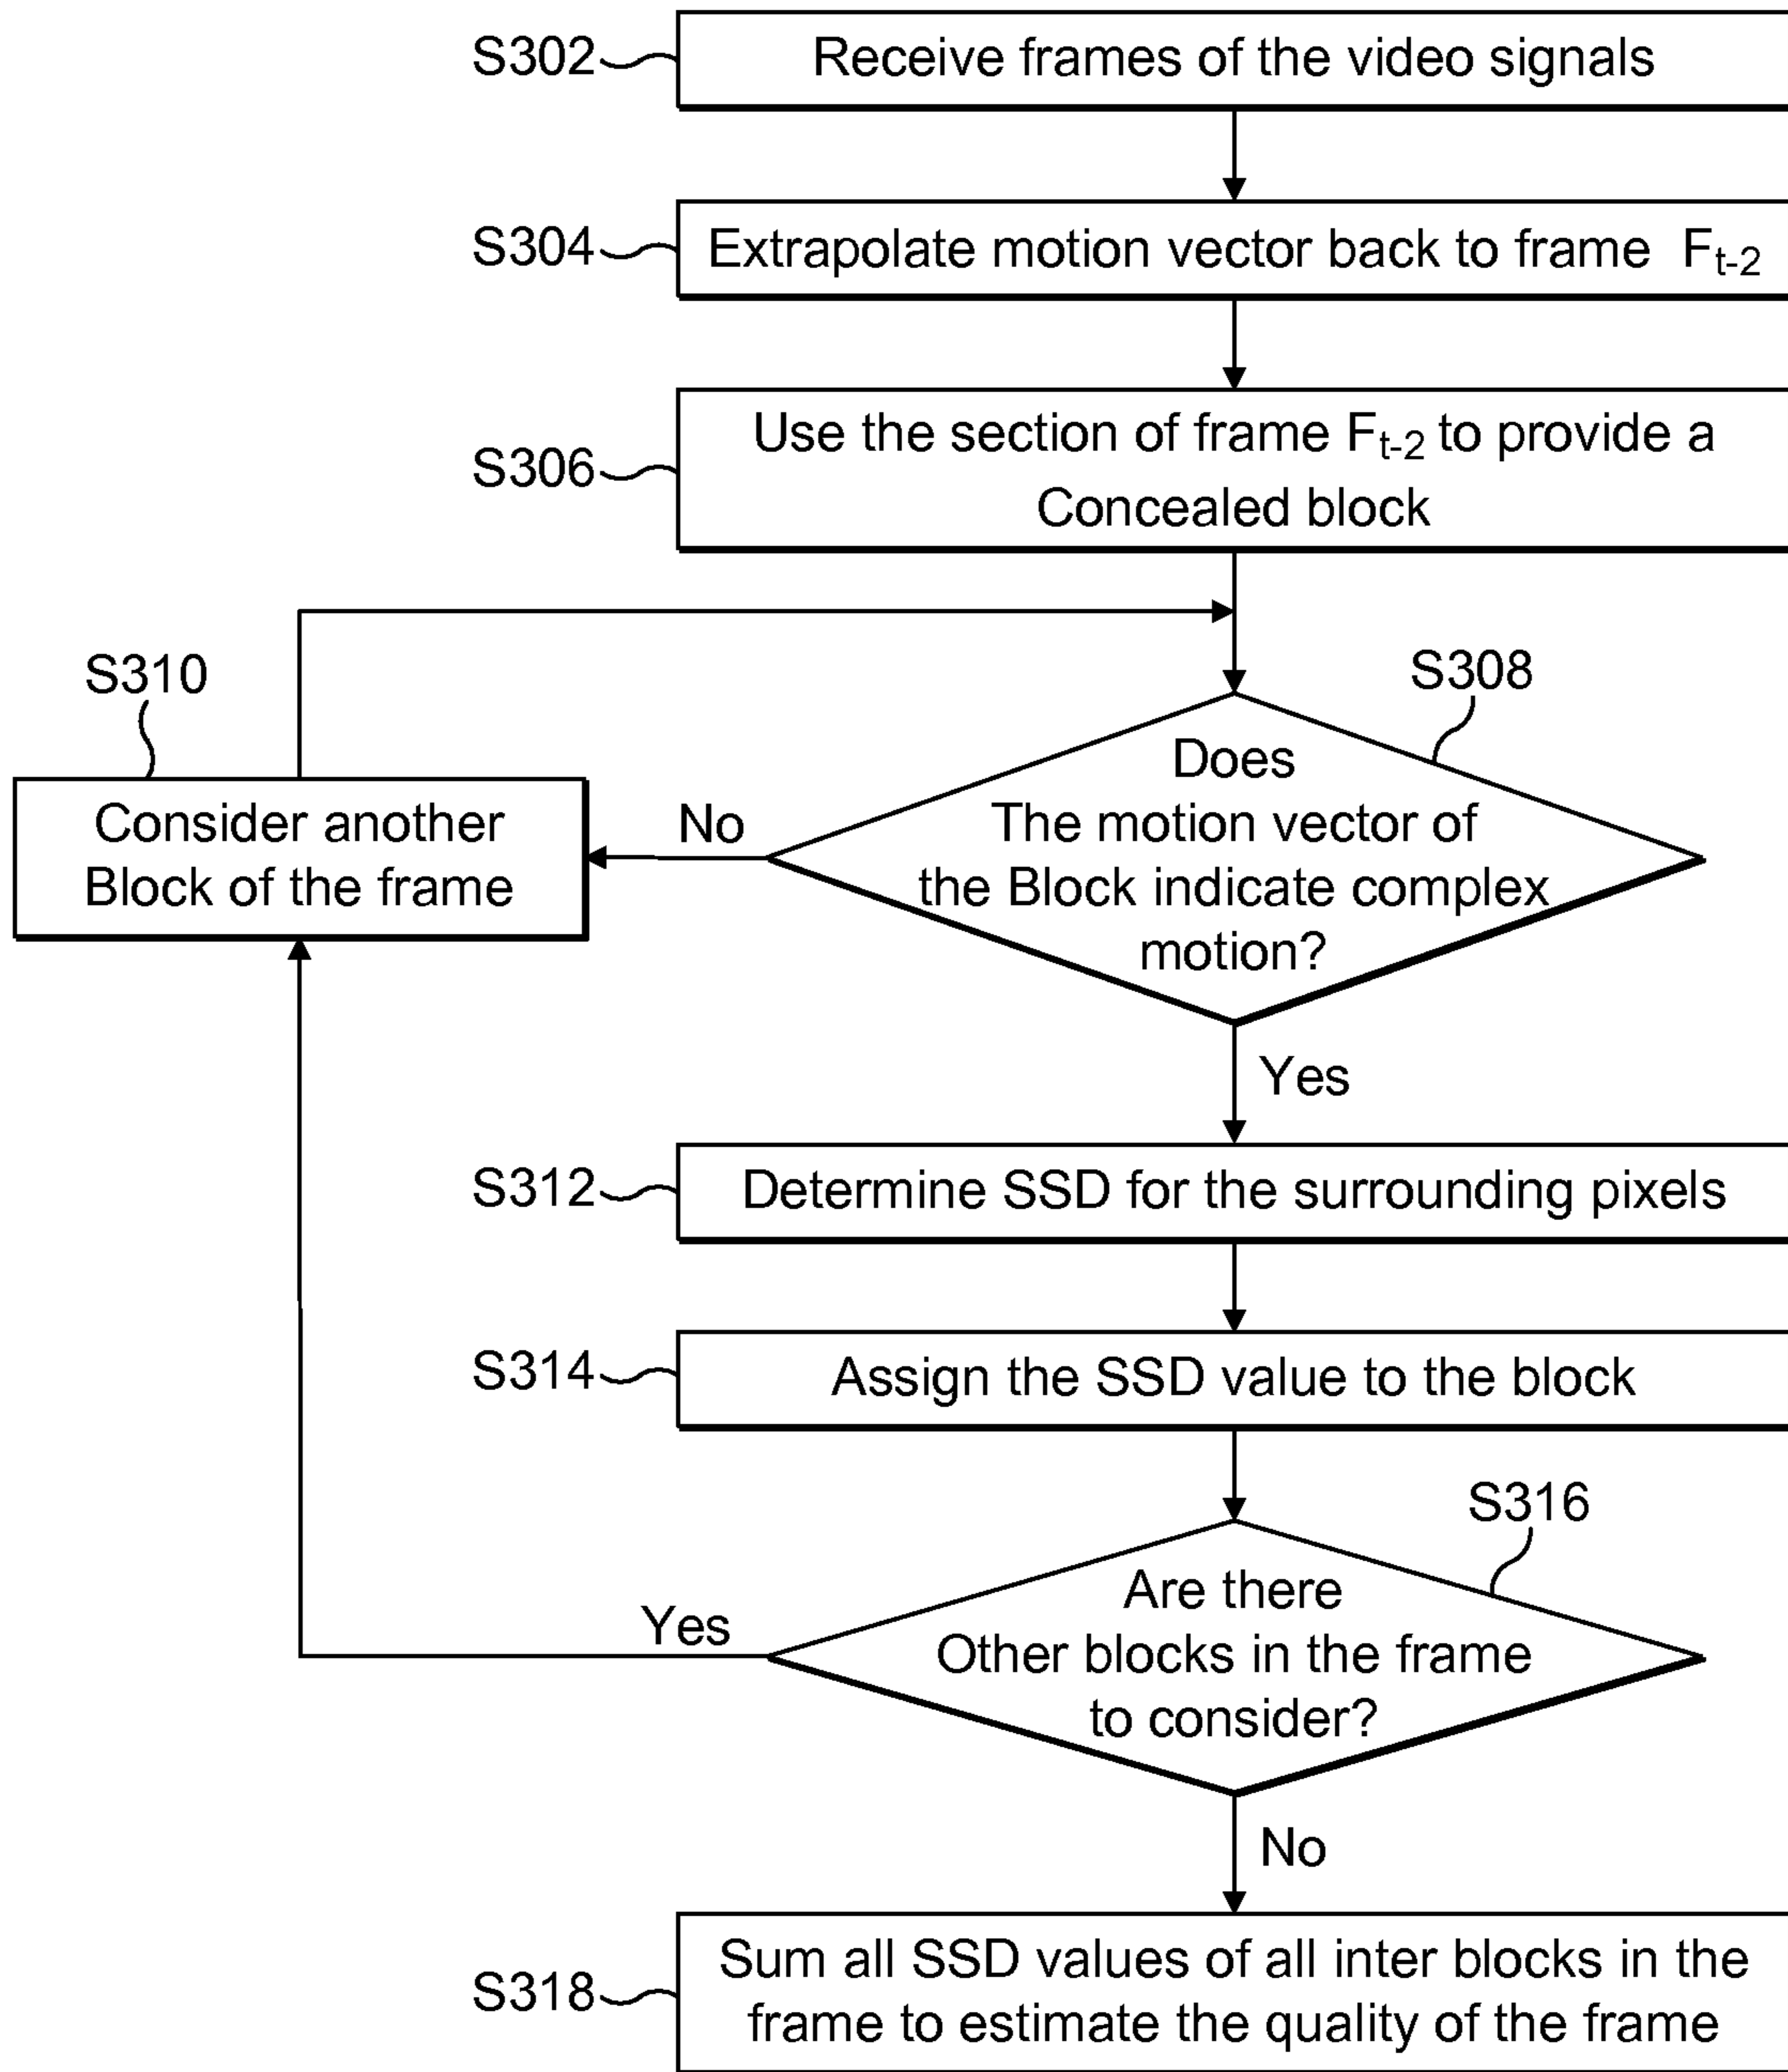 S302
Receive frames of the video signals
S304
Extrapolate motion vector back to frame F_{t-2}
S306
Use the section of frame F_{t-2} to provide a
Concealed block
S310
S308
Consider another
Block of the frame
No
Does
The motion vector of
the Block indicate complex
motion?
Yes
S312
Determine SSD for the surrounding pixels
S314
Assign the SSD value to the block
S316
Yes
Are there
Other blocks in the frame
to consider?
No
S318
Sum all SSD values of all inter blocks in the
frame to estimate the quality of the frame